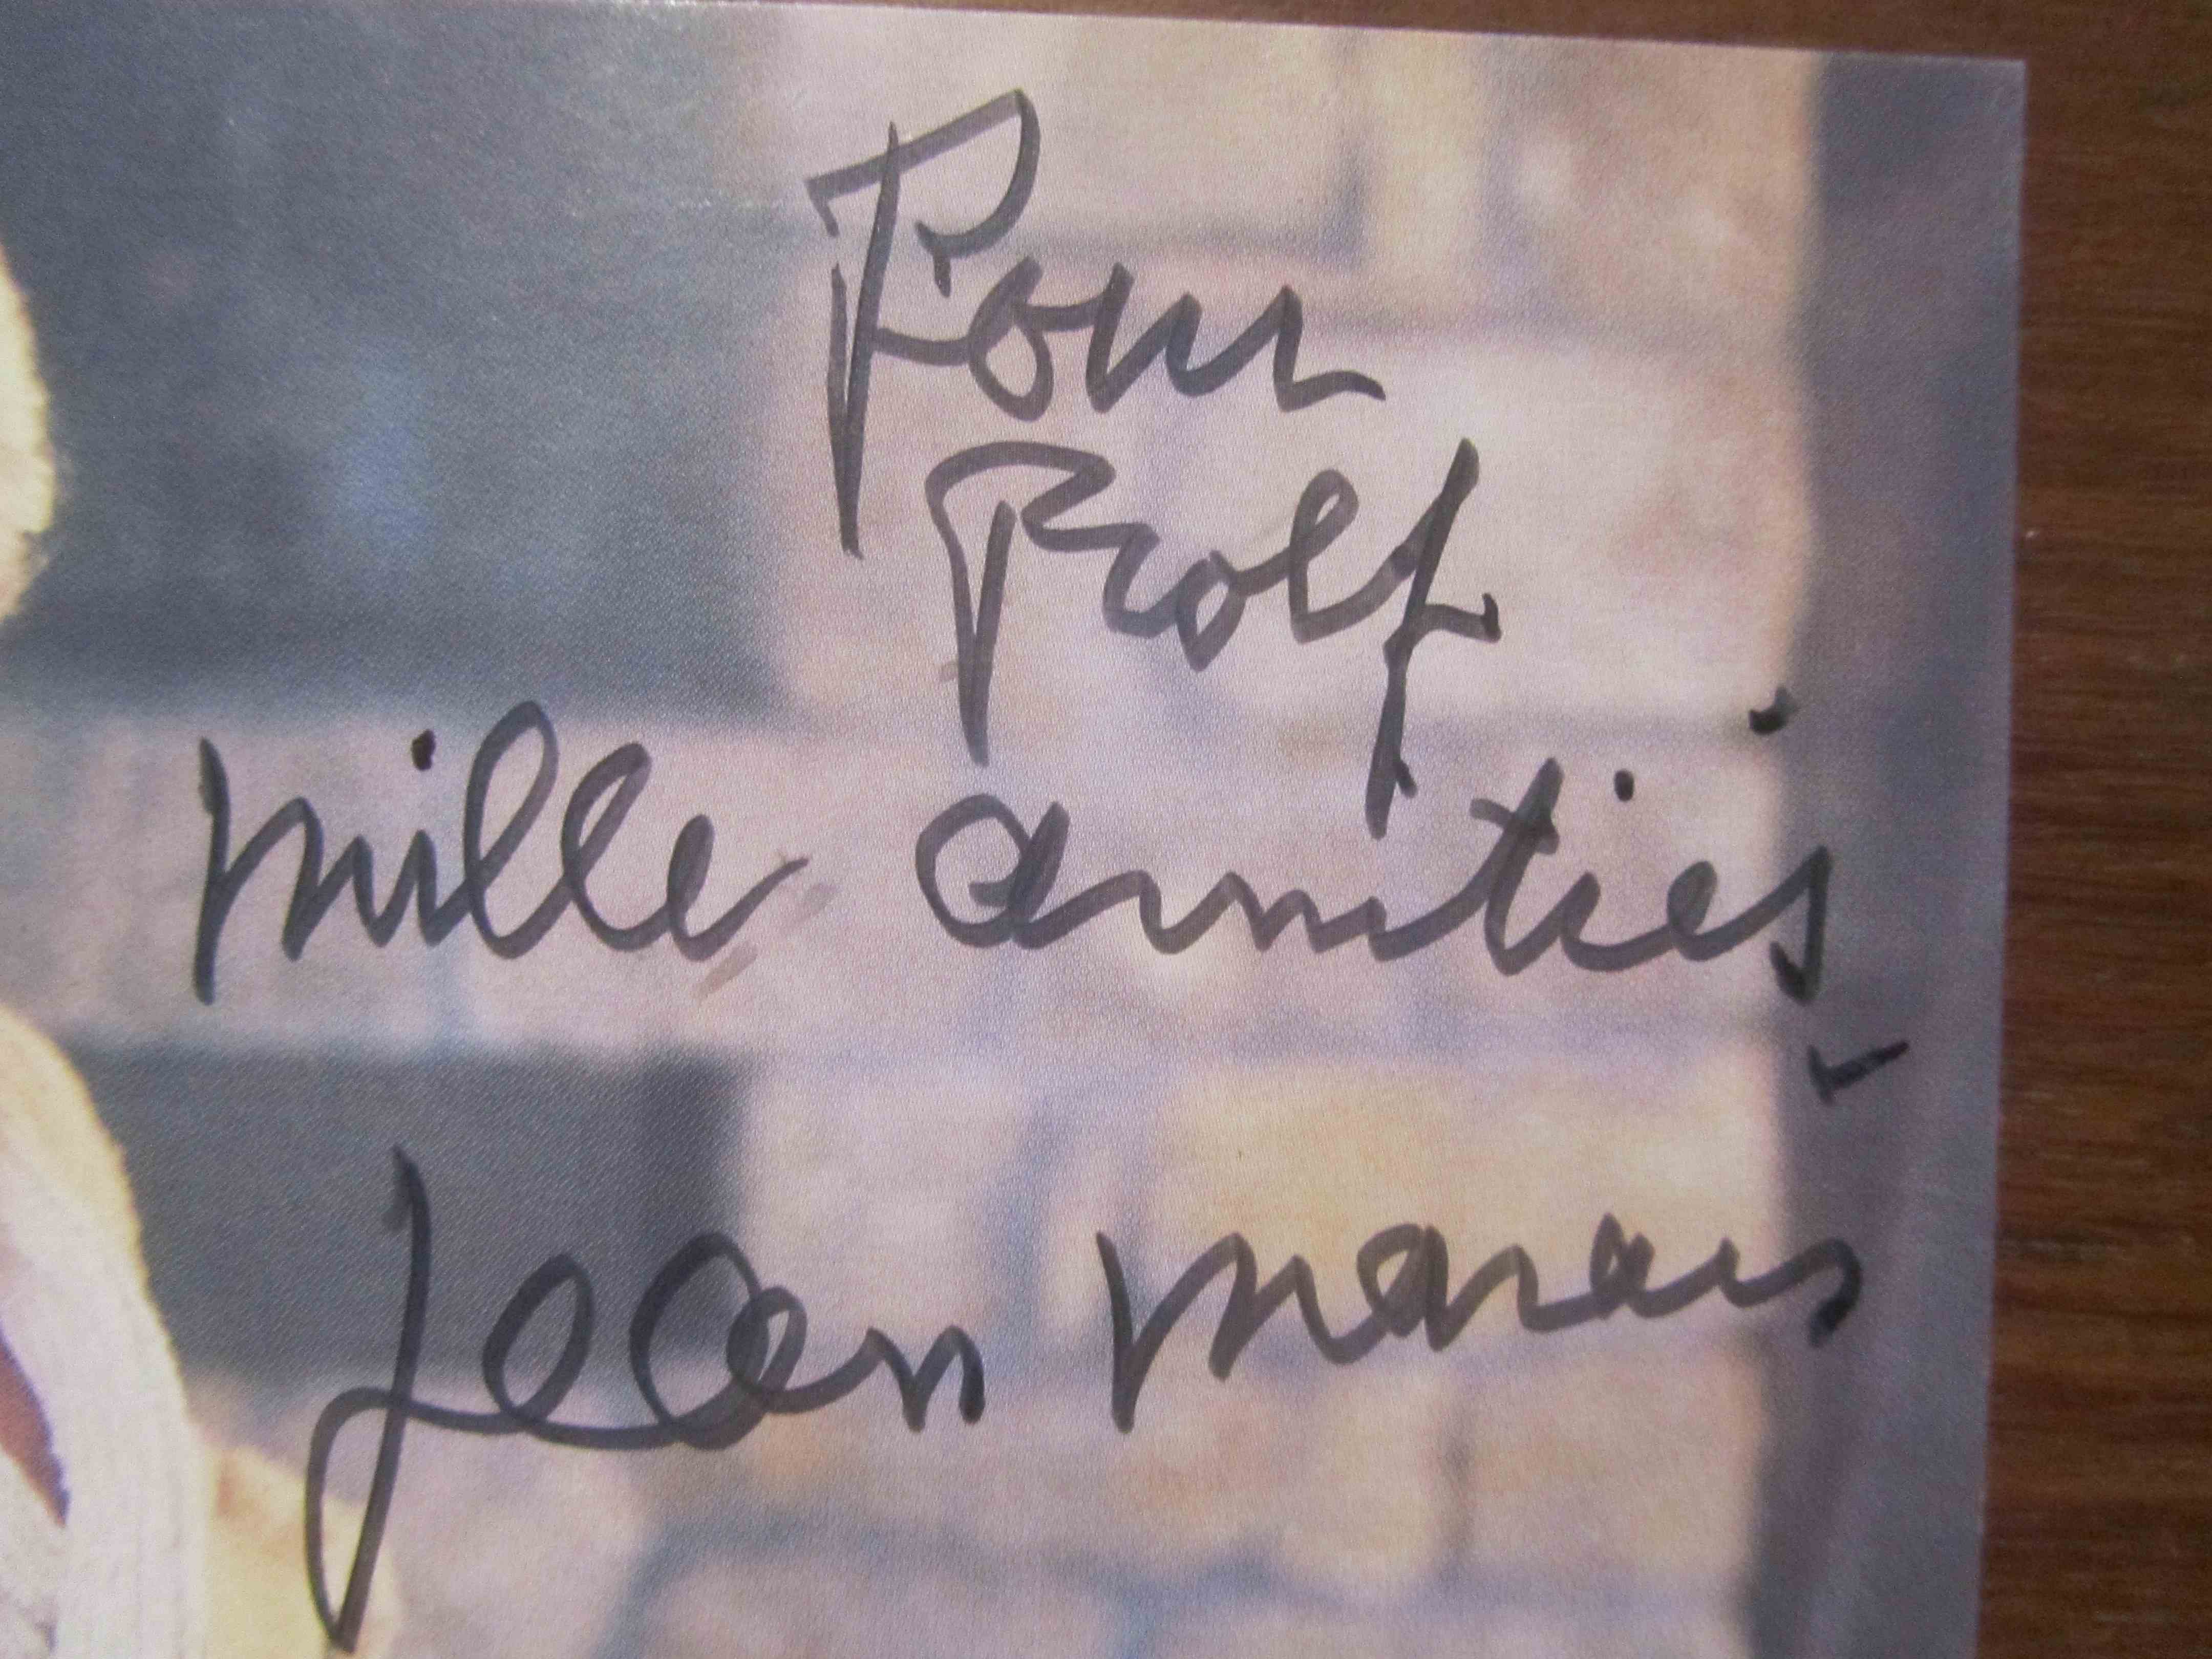 Pour
Rolf
mille amitiés
Jean Marais